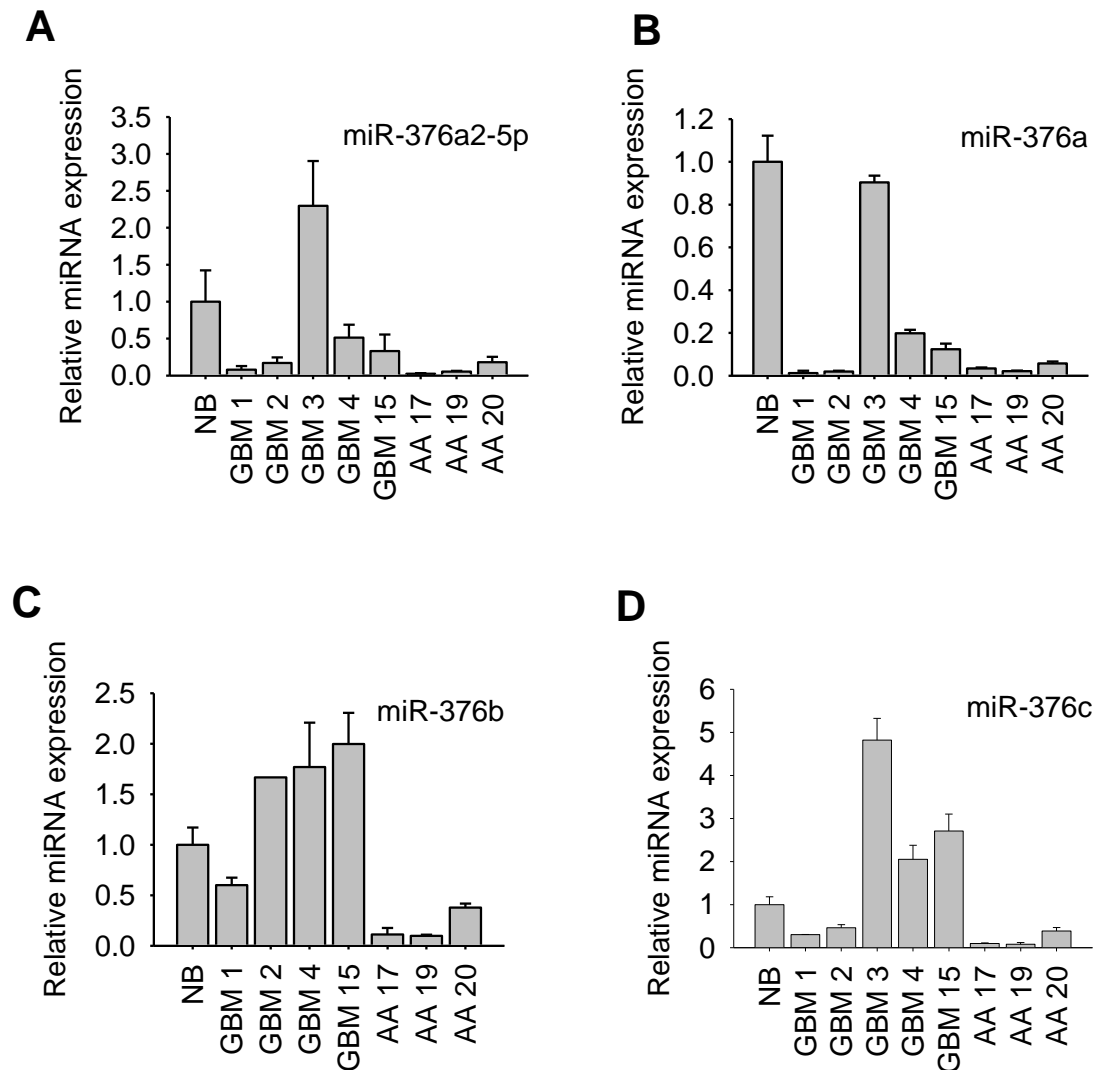 A
miR-376a2-5p
Relative miRNA expression
3.5
3.0
2.5
2.0
1.5
1.0
0.5
0.0
NB
GBM 1
GBM 2
GBM 3
GBM 4
GBM 15
AA 17
AA 19
AA 20
B
miR-376a
Relative miRNA expression
1.2
1.0
0.8
0.6
0.4
0.2
0.0
NB
GBM 1
GBM 2
GBM 3
GBM 4
GBM 15
AA 17
AA 19
AA 20
C
miR-376b
Relative miRNA expression
2.5
2.0
1.5
1.0
0.5
0.0
NB
GBM 1
GBM 2
GBM 4
GBM 15
AA 17
AA 19
AA 20
D
miR-376c
Relative miRNA expression
6
5
4
3
2
1
0
NB
GBM 1
GBM 2
GBM 3
GBM 4
GBM 15
AA 17
AA 19
AA 20